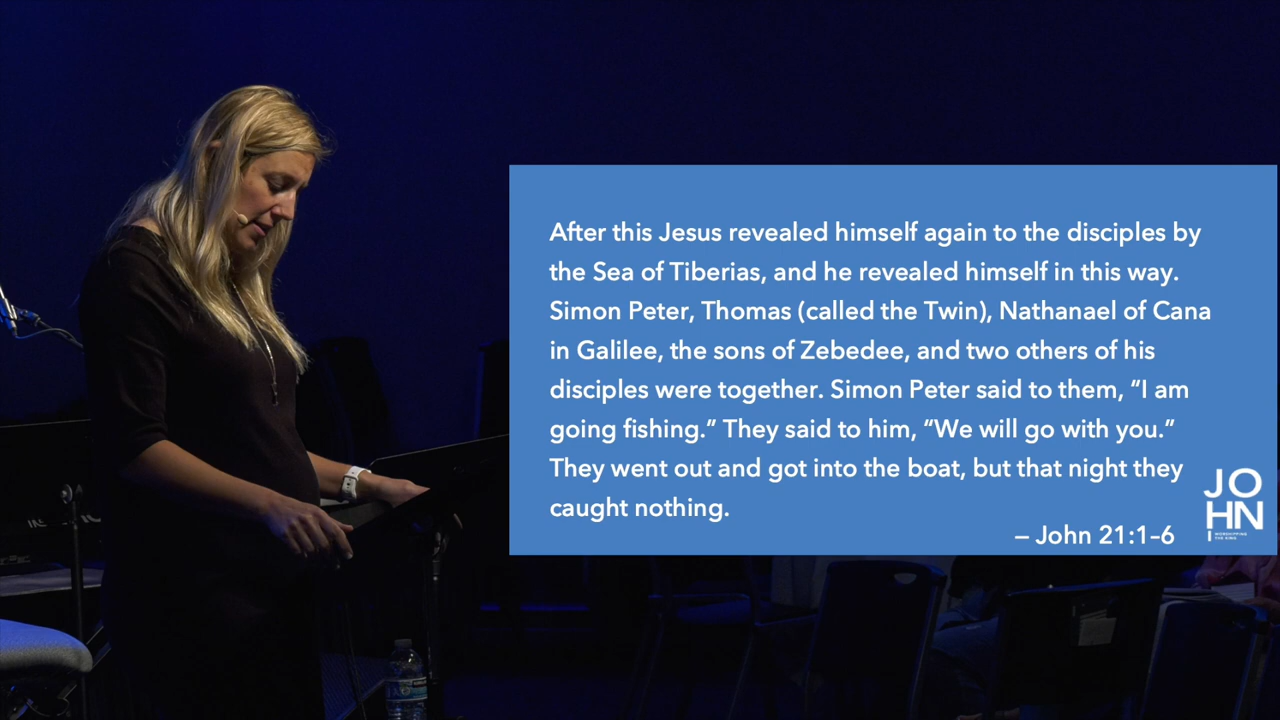 After this Jesus revealed himself again to the disciples by
the Sea of Tiberias, and he revealed himself in this way.
Simon Peter, Thomas (called the Twin), Nathanael of Cana
in Galilee, the sons of Zebedee, and two others of his
disciples were together. Simon Peter said to them, “I am
going fishing.” They said to him, “We will go with you.”
They went out and got into the boat, but that night they
caught nothing.
– John 21:1–6
JO
HN
WORSHIPPING
THE KING